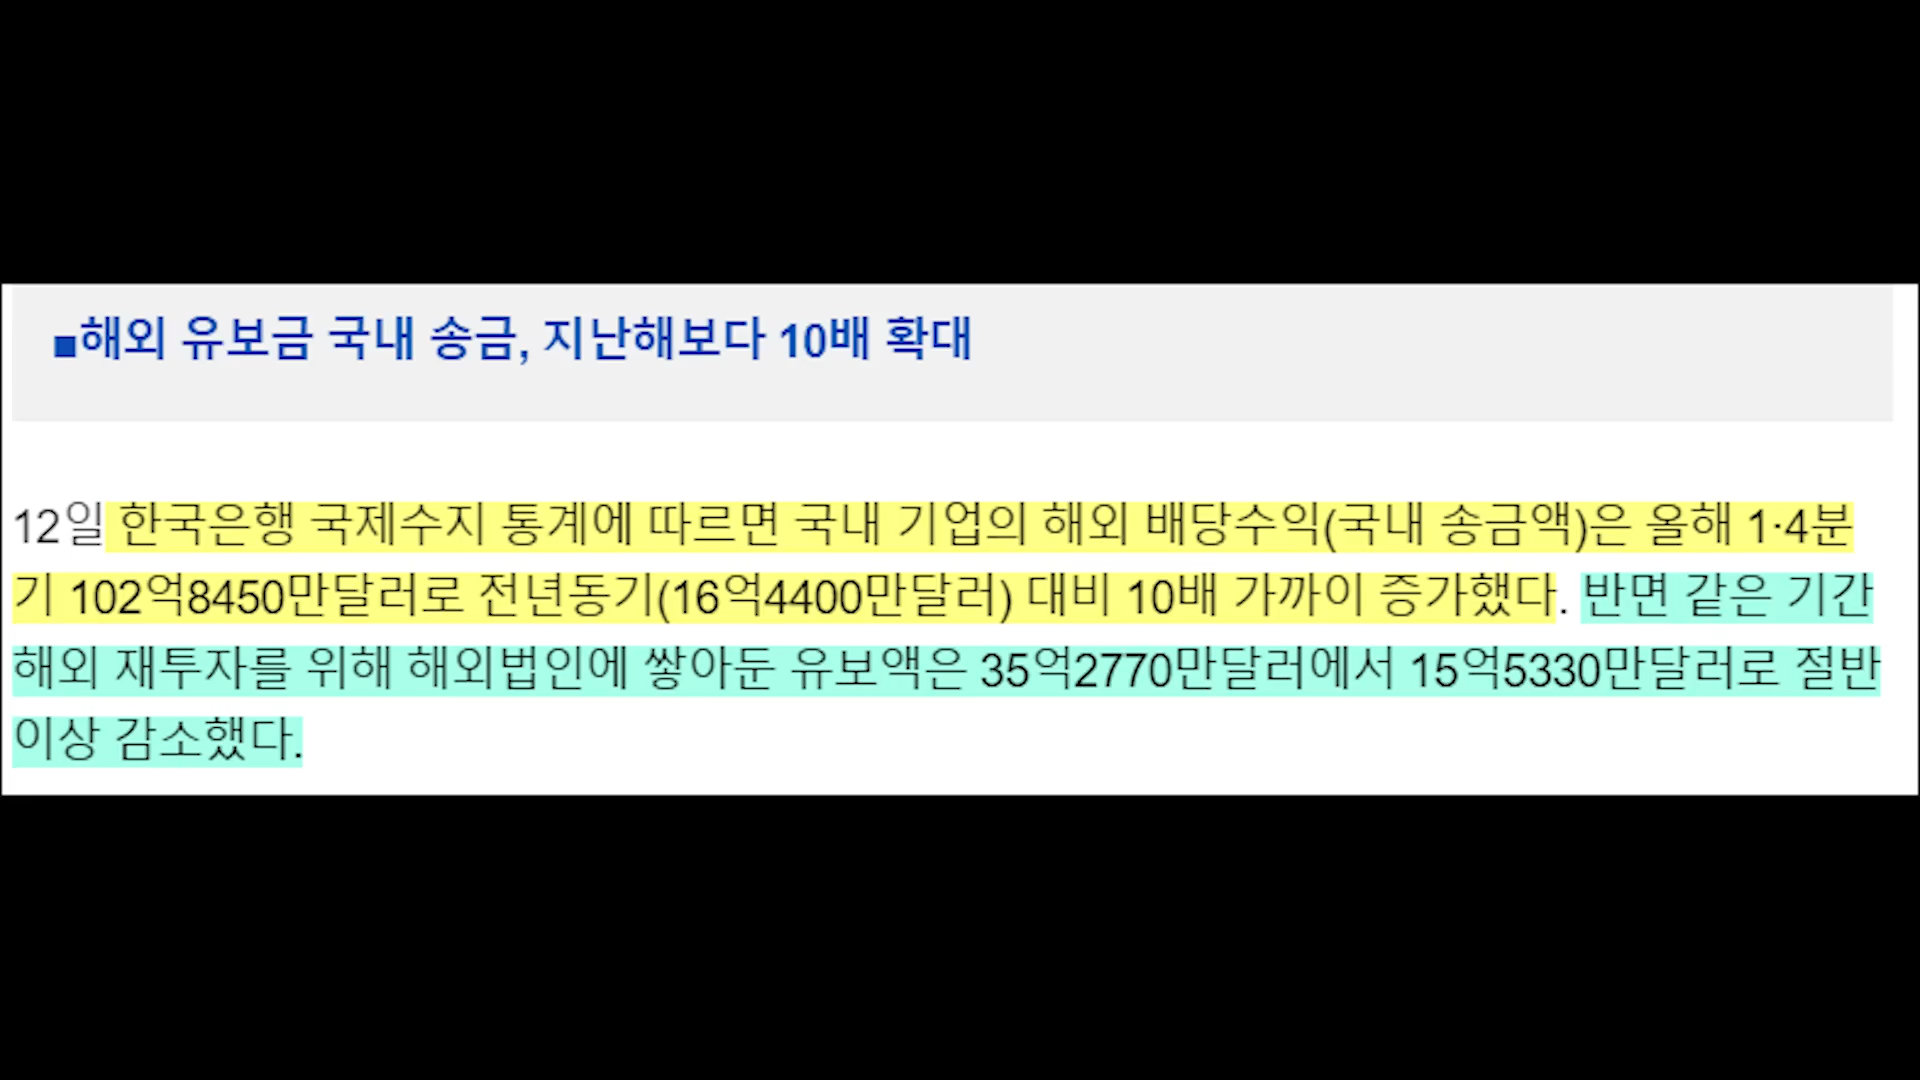 ■해외 유보금 국내 송금, 지난해보다 10배 확대
12일 한국은행 국제수지 통계에 따르면 국내 기업의 해외 배당수익(국내 송금액)은 올해 1·4분
기 102억8450만달러로 전년동기(16억4400만달러) 대비 10배 가까이 증가했다. 반면 같은 기간
해외 재투자를 위해 해외법인에 쌓아둔 유보액은 35억2770만달러에서 15억5330만달러로 절반
이상 감소했다.